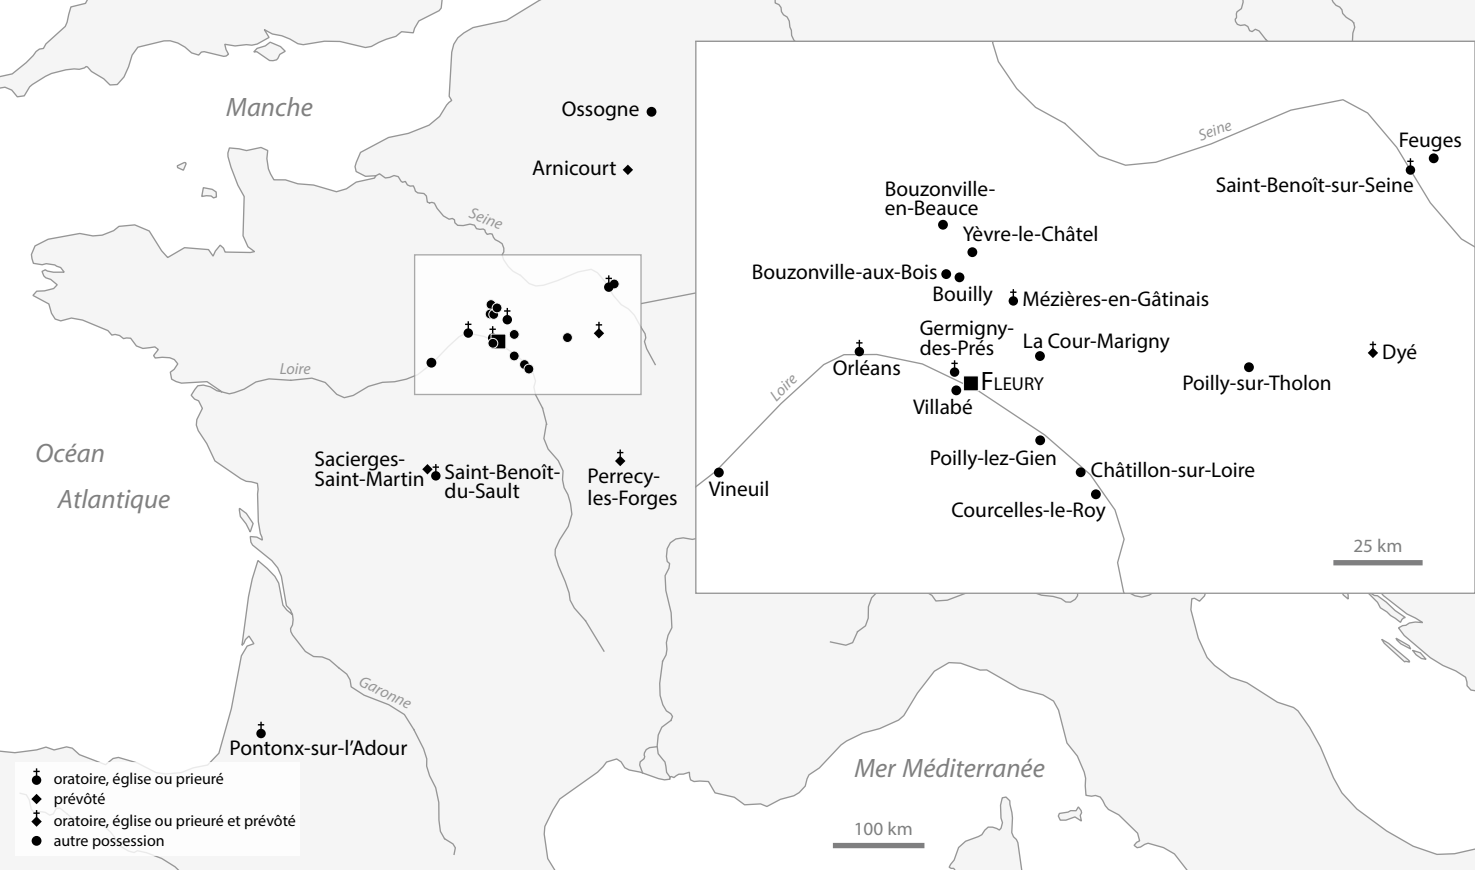 Manche
Ossogne
Arnicourt
Seine
Loire
Océan
Atlantique
Sacierges-
Saint-Martin
Saint-Benoît-
du-Sault
Perrecy-
les-Forges
Garonne
Pontonx-sur-l'Adour
oratoire, église ou prieuré
prévôté
oratoire, église ou prieuré et prévôté
autre possession
Seine
Feuges
Saint-Benoît-sur-Seine
Bouzonville-
en-Beauce
Yèvre-le-Châtel
Bouzonville-aux-Bois
Bouilly
Mézières-en-Gâtinais
Germigny-
des-Prés
La Cour-Marigny
Orléans
Dyé
Fleury
Poilly-sur-Tholon
Loire
Villabé
Poilly-lez-Gien
Châtillon-sur-Loire
Vineuil
Courcelles-le-Roy
25 km
Mer Méditerranée
100 km